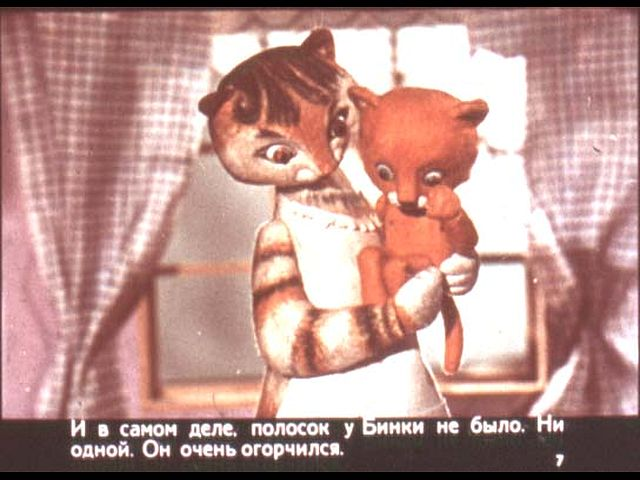 И в самом деле, полосок у Бинки не было. Ни
одной. Он очень огорчился.
7